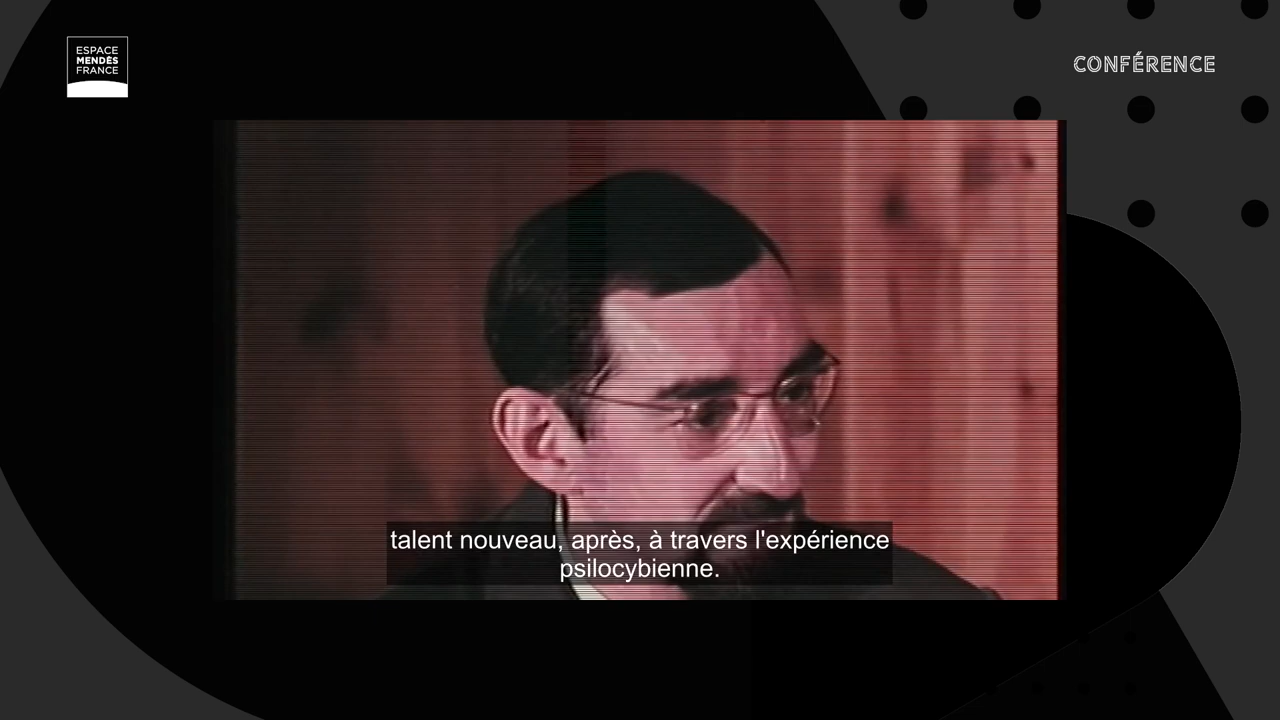 ESPACE
MENDÈS
FRANCE
CONFÉRENCE
talent nouveau, après, à travers l'expérience
psilocybienne.